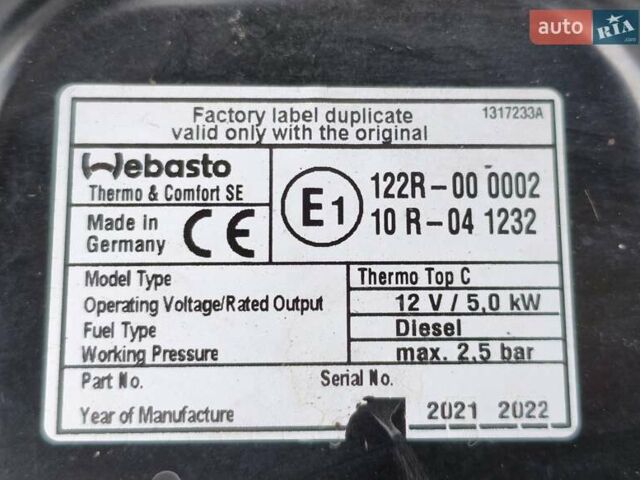 auto RIA.com
Factory label duplicate
valid only with the original
1317233A
Webasto
Thermo & Comfort SE
Made in
Germany
CE
E1
122R-00 0002
10 R-04 1232
Model Type Thermo Top C
Operating Voltage/Rated Output 12 V / 5,0 kW
Fuel Type Diesel
Working Pressure max. 2,5 bar
Part No. Serial No.
Year of Manufacture 2021 2022